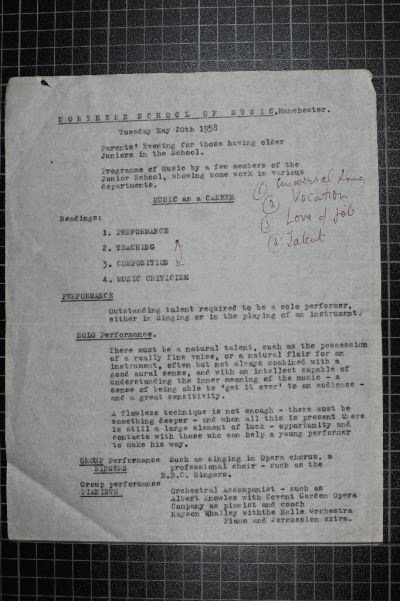 NORTHERN SCHOOL OF MUSIC, Manchester.
Tuesday May 20th 1958
Parents' Evening for those having older
Juniors in the School.
Programme of Music by a few members of the
Junior School, showing some work in various
departments.
MUSIC as a CAREER
(1) Universal
(2) Vocation
(3) Love of Job
(4) Talent
Headings:
1. PERFORMANCE
2. TEACHING
3. COMPOSITION
4. MUSIC CRITICISM
PERFORMANCE
Outstanding talent required to be a solo performer,
either in Singing or in the playing of an instrument.
SOLO Performance.
There must be a natural talent, such as the possession
of a really fine voice, or a natural flair for an
instrument, often but not always combined with a
good aural sense, and with an intellect capable of
understanding the inner meaning of the music - a
sense of being able to 'get it over' to an audience -
and a great sensitivity.
A flawless technique is not enough - there must be
something deeper - and when all this is present there
is still a large element of luck - opportunity and
contacts with those who can help a young performer
to make his way.
GROUP Performance Such as singing in Opera chorus, a
SINGERS professional choir - such as the
B.B.C. Singers.
Group performance
PIANISTS Orchestral Accompanist - such as
Albert Knowles with Covent Garden Opera
Company as pianist and coach
Rayson Whalley withthe Halle Orchestra
Piano and Percussion extra.